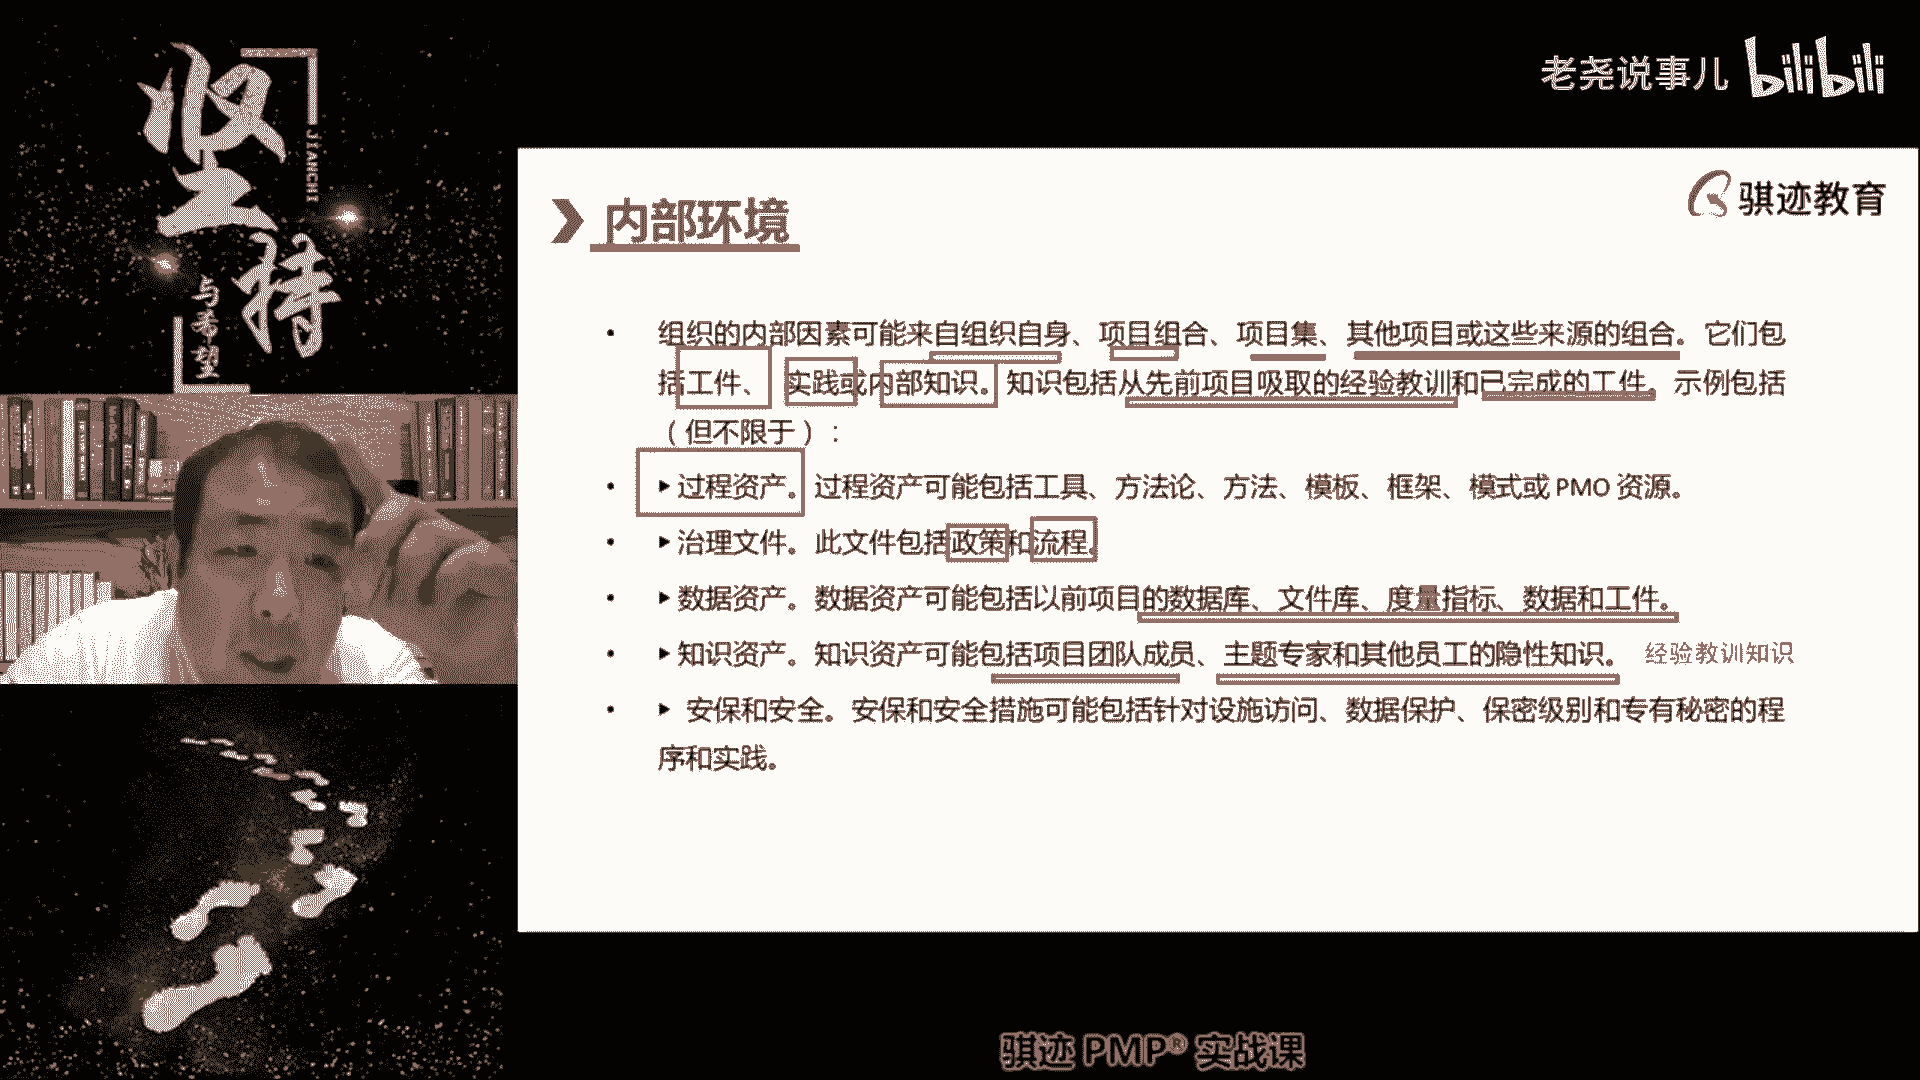 坚持
JIANCHI
与希望
老尧说事儿 bilibili
骐迹教育
内部环境
• 组织的内部因素可能来自组织自身、项目组合、项目集、其他项目或这些来源的组合。它们包
括工件、实践或内部知识。知识包括从先前项目吸取的经验教训和已完成的工件。示例包括
（但不限于）：
• ▶过程资产。过程资产可能包括工具、方法论、方法、模板、框架、模式或 PMO 资源。
• ▶治理文件。此文件包括政策和流程。
• ▶数据资产。数据资产可能包括以前项目的数据库、文件库、度量指标、数据和工件。
• ▶知识资产。知识资产可能包括项目团队成员、主题专家和其他员工的隐性知识。 经验教训知识
• ▶ 安保和安全。安保和安全措施可能包括针对设施访问、数据保护、保密级别和专有秘密的程
序和实践。
骐迹 PMP® 实战课